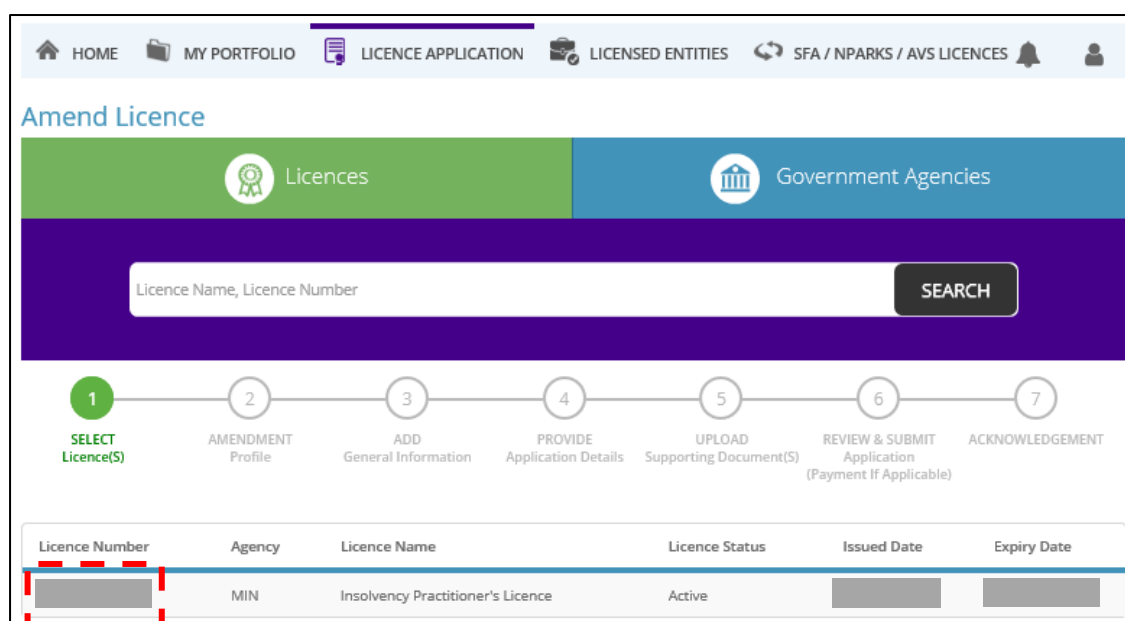 HOME MY PORTFOLIO LICENCE APPLICATION LICENSED ENTITIES SFA / NPARKS / AVS LICENCES
Amend Licence
Licences Government Agencies
Licence Name, Licence Number SEARCH
1 2 3 4 5 6 7
SELECT AMENDMENT ADD PROVIDE UPLOAD REVIEW & SUBMIT ACKNOWLEDGEMENT
Licence(S) Profile General Information Application Details Supporting Document(S) Application
(Payment If Applicable)
Licence Number Agency Licence Name Licence Status Issued Date Expiry Date
MIN Insolvency Practitioner's Licence Active